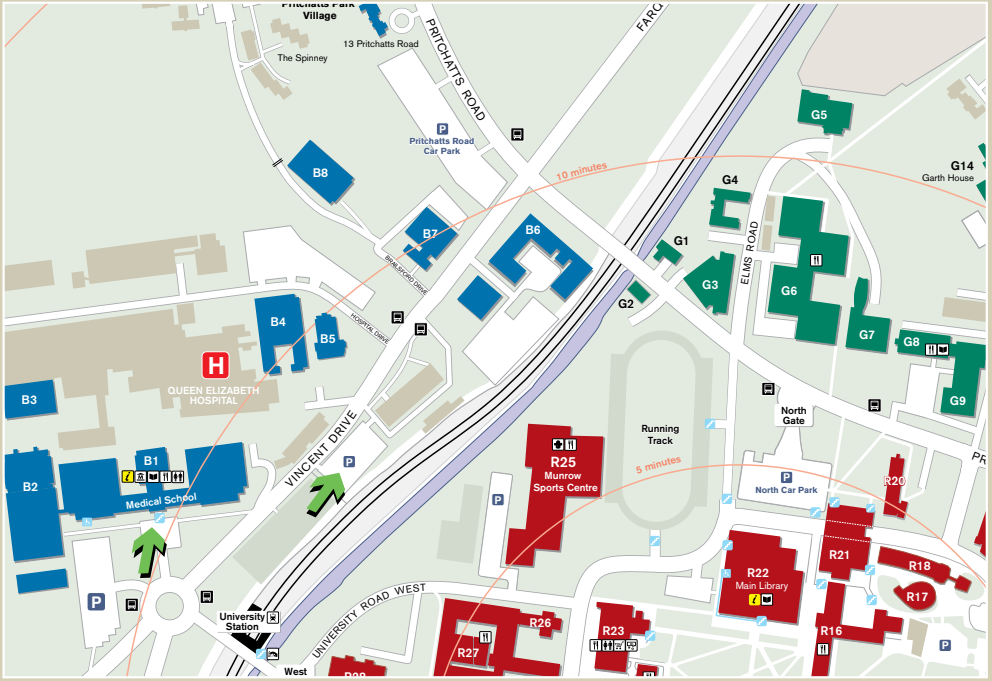 Pritchatts Park
Village
13 Pritchatts Road
The Spinney
PRITCHATTS ROAD
FARQ
P
Pritchatts Road
Car Park
10 minutes
G5
G14
Garth House
G4
B8
B7
B6
G1
ELMS ROAD
G3
G6
G2
G7
G8
G9
BRAILSFORD DRIVE
HOSPITAL DRIVE
B4
B5
H
QUEEN ELIZABETH
HOSPITAL
B3
VINCENT DRIVE
P
B2
B1
i
Medical School
R25
Munrow
Sports Centre
Running
Track
5 minutes
North
Gate
PR
P
North Car Park
R20
P
P
University
Station
West
UNIVERSITY ROAD WEST
R22
Main Library
i
R21
R18
R17
R16
P
R26
R27
R23
R28